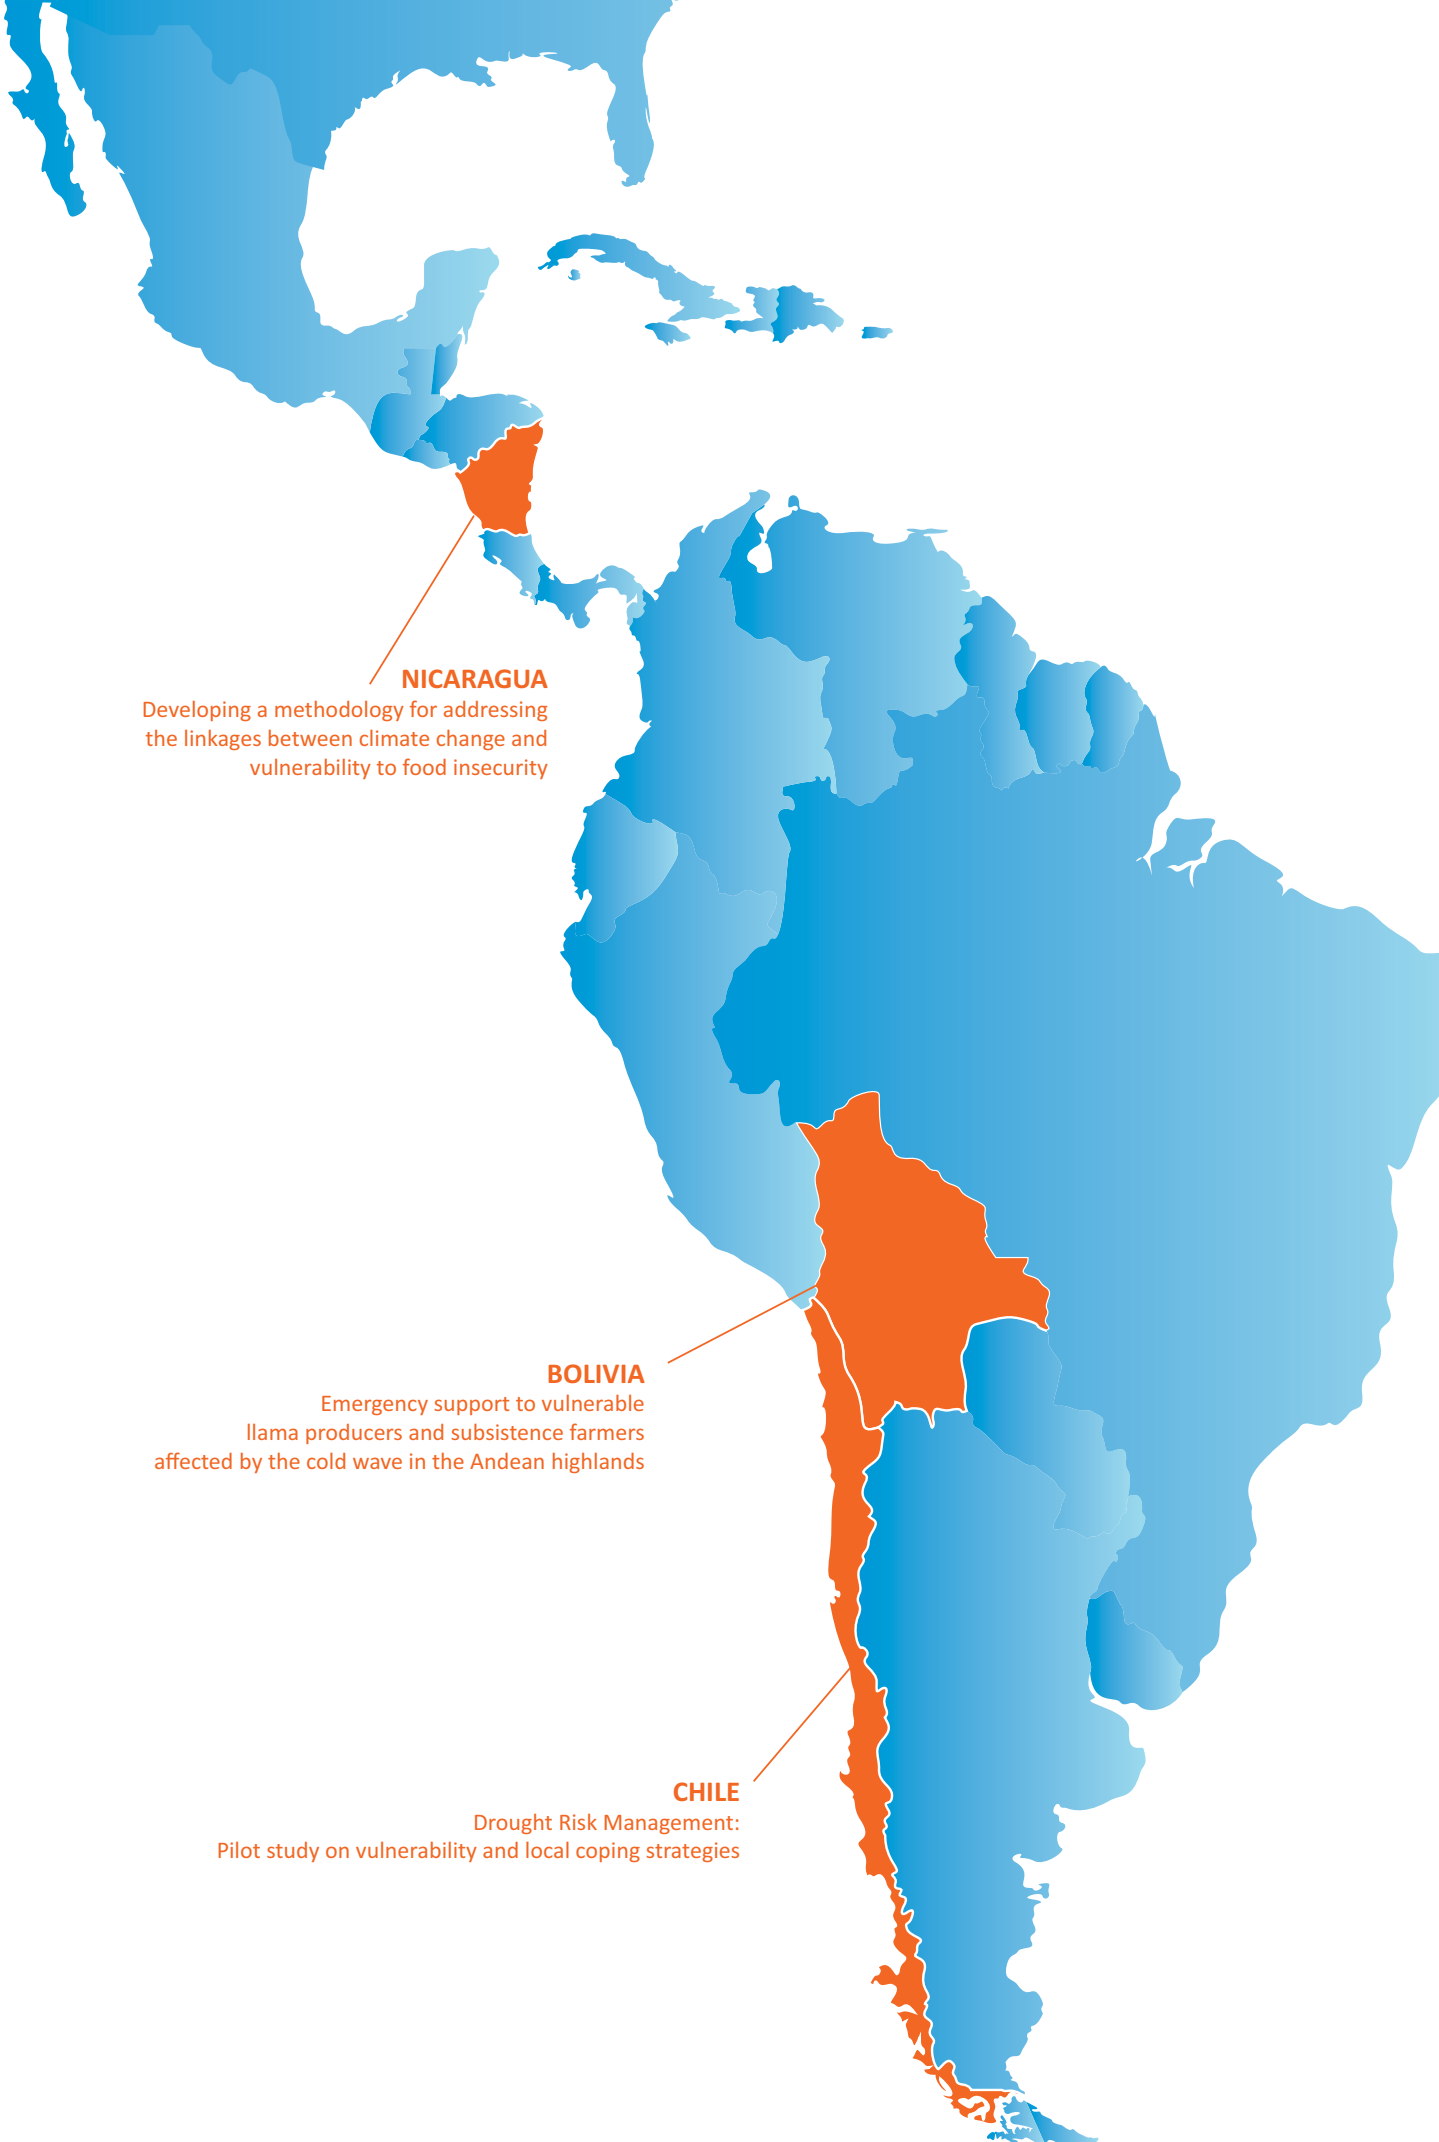 NICARAGUA
Developing a methodology for addressing
the linkages between climate change and
vulnerability to food insecurity
BOLIVIA
Emergency support to vulnerable
llama producers and subsistence farmers
affected by the cold wave in the Andean highlands
CHILE
Drought Risk Management:
Pilot study on vulnerability and local coping strategies